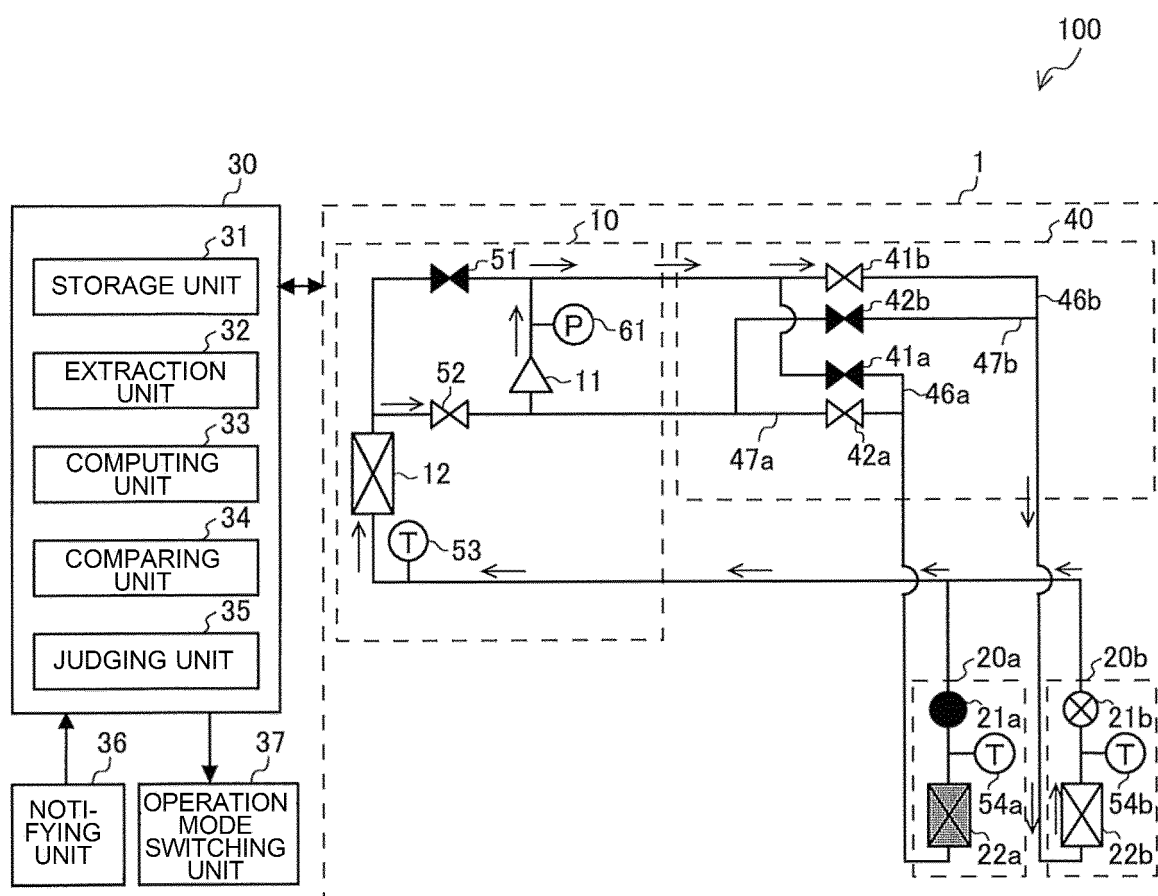 100
1
30
10
40
31
STORAGE UNIT
51
41b
42b
46b
P
61
47b
32
EXTRACTION
UNIT
52
11
41a
46a
33
COMPUTING
UNIT
12
47a
42a
34
COMPARING
UNIT
T
53
35
JUDGING UNIT
20a
20b
21a
21b
T
T
54a
54b
22a
22b
36
NOTI-
FYING
UNIT
37
OPERATION
MODE
SWITCHING
UNIT